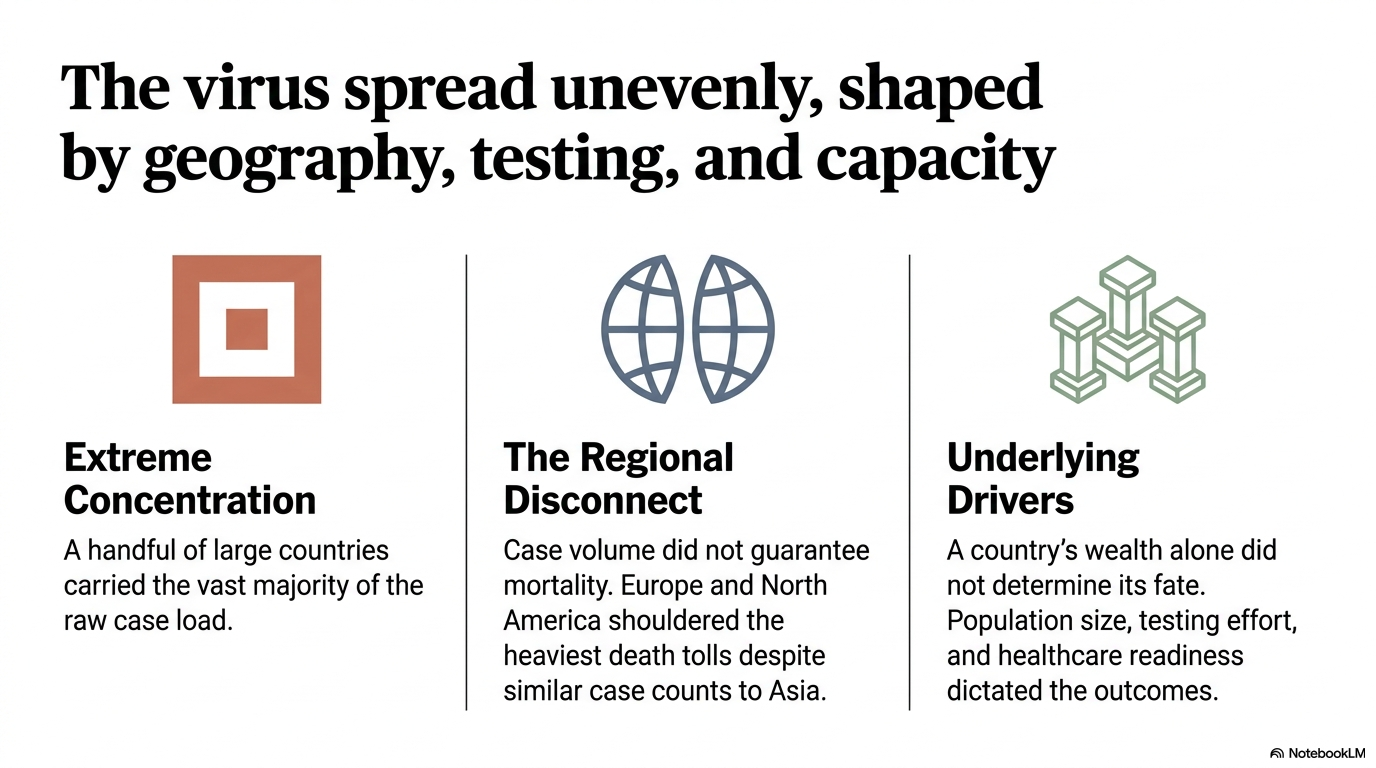 The virus spread unevenly, shaped
by geography, testing, and capacity
Extreme
Concentration
A handful of large countries
carried the vast majority of the
raw case load.
The Regional
Disconnect
Case volume did not guarantee
mortality. Europe and North
America shouldered the
heaviest death tolls despite
similar case counts to Asia.
Underlying
Drivers
A country’s wealth alone did
not determine its fate.
Population size, testing effort,
and healthcare readiness
dictated the outcomes.
NotebookLM